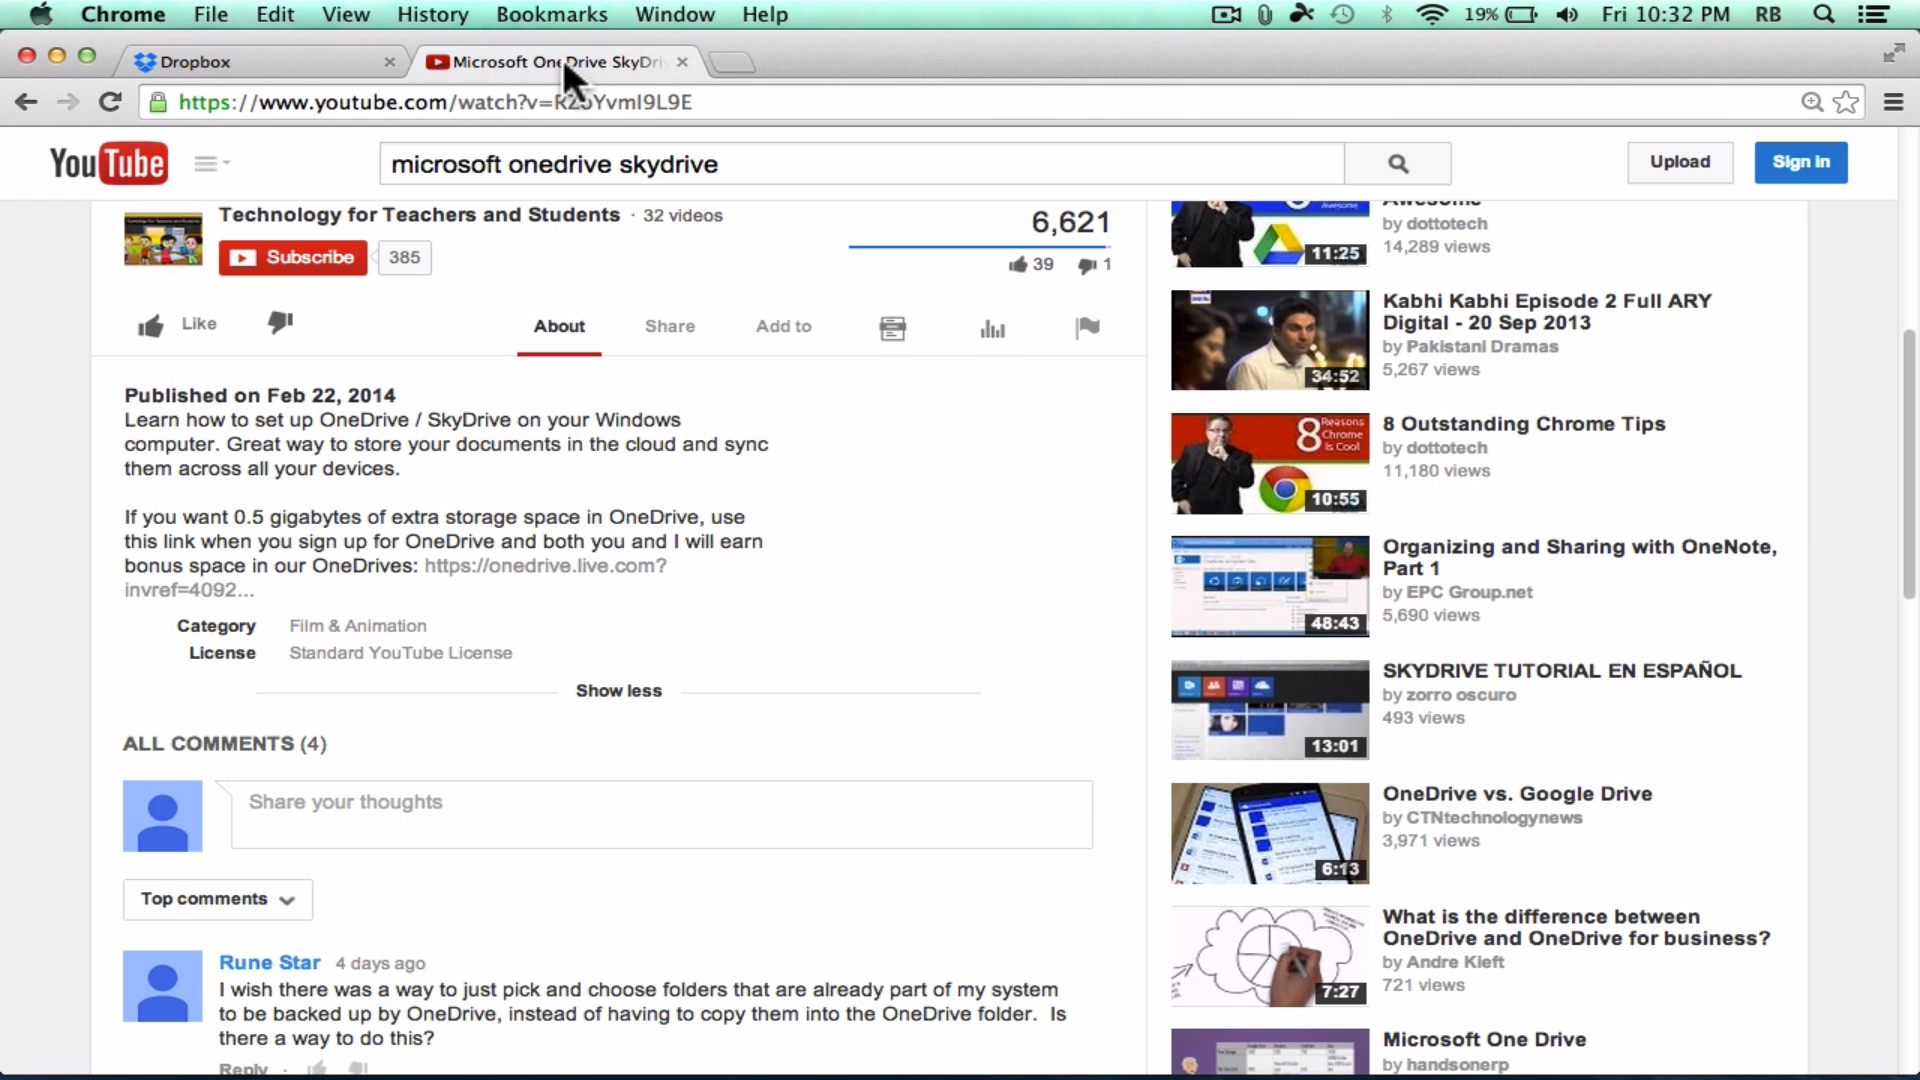 Chrome File Edit View History Bookmarks Window Help 19% Fri 10:32 PM RB
Dropbox
Microsoft OneDrive SkyDri
https://www.youtube.com/watch?v=
YouTube
microsoft onedrive skydrive
Upload
Sign in
Technology for Teachers and Students · 32 videos
Subscribe 385
6,621
39 1
Like
About Share Add to
Published on Feb 22, 2014
Learn how to set up OneDrive / SkyDrive on your Windows
computer. Great way to store your documents in the cloud and sync
them across all your devices.
If you want 0.5 gigabytes of extra storage space in OneDrive, use
this link when you sign up for OneDrive and both you and I will earn
bonus space in our OneDrives: https://onedrive.live.com?
invref=4092...
Category Film & Animation
License Standard YouTube License
Show less
ALL COMMENTS (4)
Share your thoughts
Top comments
Rune Star 4 days ago
I wish there was a way to just pick and choose folders that are already part of my system
to be backed up by OneDrive, instead of having to copy them into the OneDrive folder. Is
there a way to do this?
Reply ·
Awesome
by dottotech
14,289 views
11:25
Kabhi Kabhi Episode 2 Full ARY
Digital - 20 Sep 2013
by Pakistani Dramas
5,267 views
34:52
8 Reasons
Chrome
Is Cool
10:55
8 Outstanding Chrome Tips
by dottotech
11,180 views
48:43
Organizing and Sharing with OneNote,
Part 1
by EPC Group.net
5,690 views
13:01
SKYDRIVE TUTORIAL EN ESPAÑOL
by zorro oscuro
493 views
6:13
OneDrive vs. Google Drive
by CTNtechnologynews
3,971 views
7:27
What is the difference between
OneDrive and OneDrive for business?
by Andre Kieft
721 views
Microsoft One Drive
by handsonerp